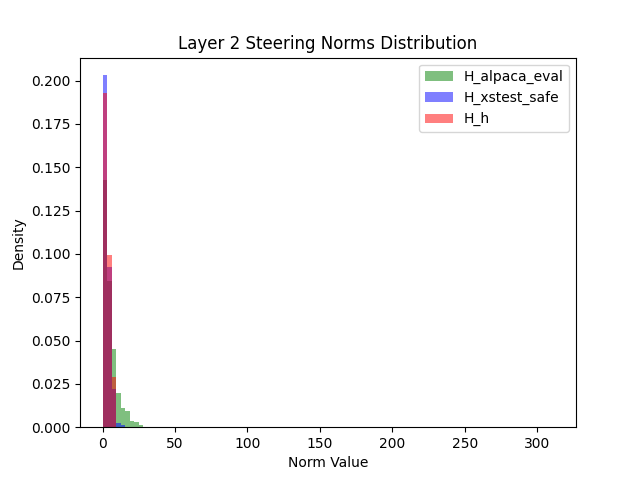 Layer 2 Steering Norms Distribution
H_alpaca_eval
H_xstest_safe
H_h
Density
0.200
0.175
0.150
0.125
0.100
0.075
0.050
0.025
0.000
0 50 100 150 200 250 300
Norm Value